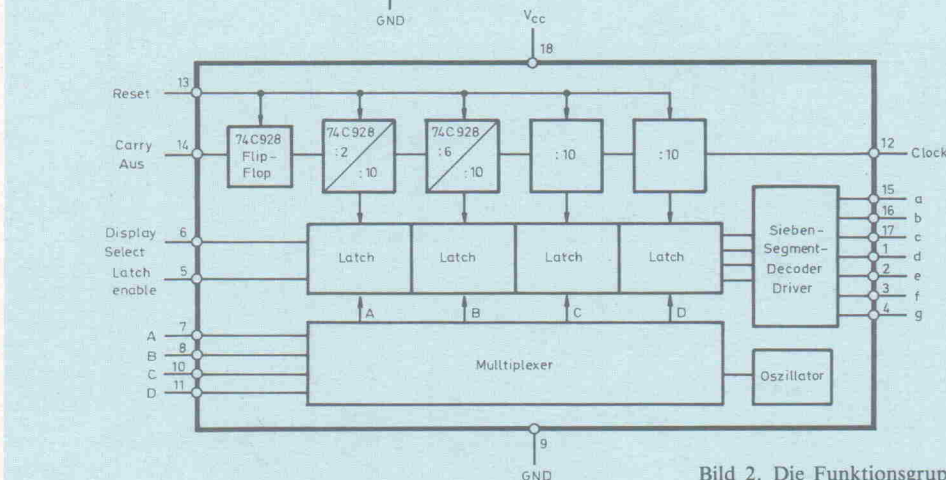 GND
Vcc
18
13
Reset
74C928
Flip-
Flop
74C928
:2
:10
74C928
:6
:10
:10
:10
14
Carry
Aus
12
Clock
15
a
16
b
17
c
1
d
2
e
3
f
4
g
Sieben-
Segment-
Decoder
Driver
6
Display
Select
5
Latch
enable
Latch
Latch
Latch
Latch
A
B
C
D
7
A
8
B
10
C
11
D
Mulltiplexer
Oszillator
9
GND
Bild 2. Die Funktionsgrup